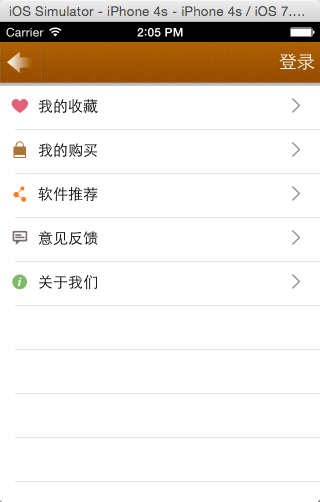 iOS Simulator - iPhone 4s - iPhone 4s / iOS 7....
Carrier 2:05 PM
登录
我的收藏
我的购买
软件推荐
意见反馈
关于我们